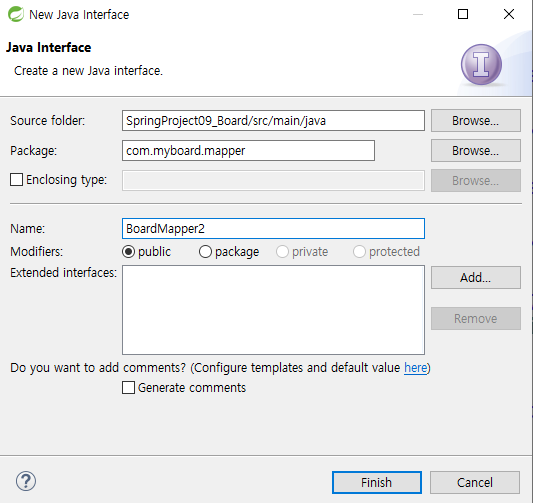 New Java Interface
Java Interface
Create a new Java interface.
I
Source folder: SpringProject09_Board/src/main/java Browse...
Package: com.myboard.mapper Browse...
Enclosing type: Browse...
Name: BoardMapper2
Modifiers: public package private protected
Extended interfaces: Add...
Remove
Do you want to add comments? (Configure templates and default value here)
Generate comments
? Finish Cancel